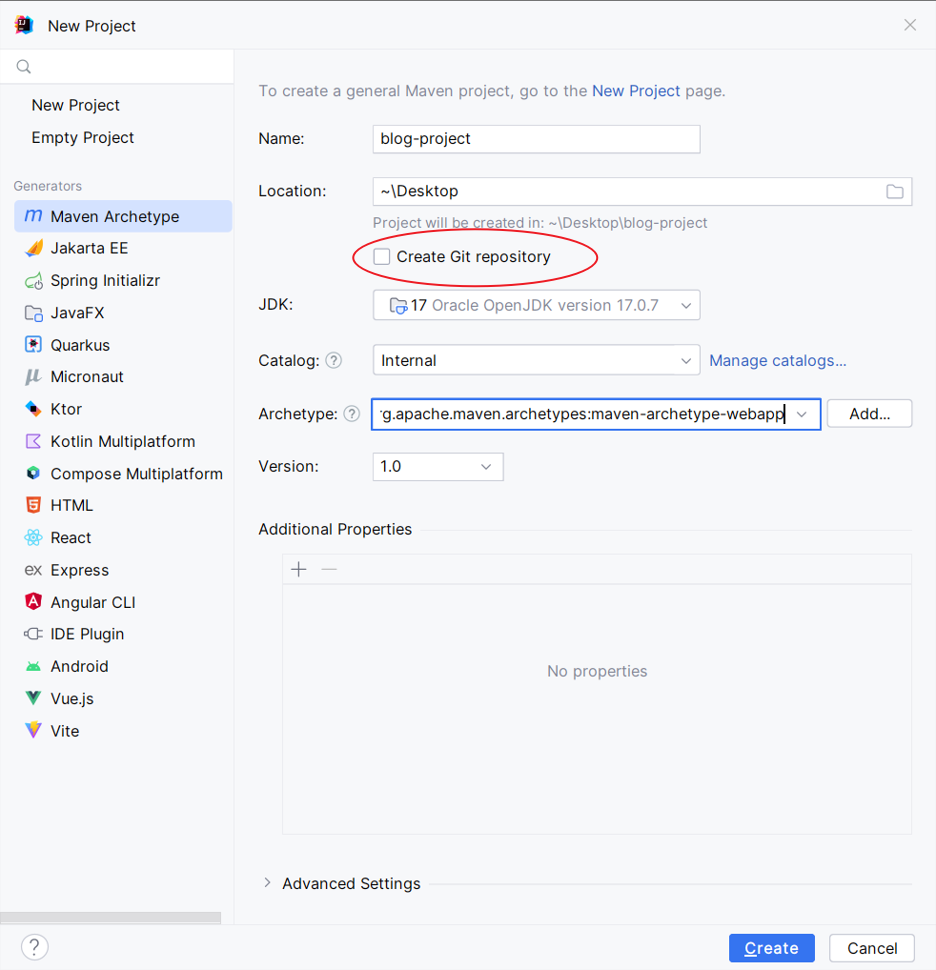 New Project
New Project
Empty Project
Generators
Maven Archetype
Jakarta EE
Spring Initializr
JavaFX
Quarkus
Micronaut
Ktor
Kotlin Multiplatform
Compose Multiplatform
HTML
React
ex Express
Angular CLI
IDE Plugin
Android
Vue.js
Vite
To create a general Maven project, go to the New Project page.
Name: blog-project
Location: ~\Desktop
Project will be created in: ~\Desktop\blog-project
Create Git repository
JDK: 17 Oracle OpenJDK version 17.0.7
Catalog: ? Internal Manage catalogs...
Archetype: ? g.apache.maven.archetypes:maven-archetype-webapp Add...
Version: 1.0
Additional Properties
No properties
Advanced Settings
? Create Cancel